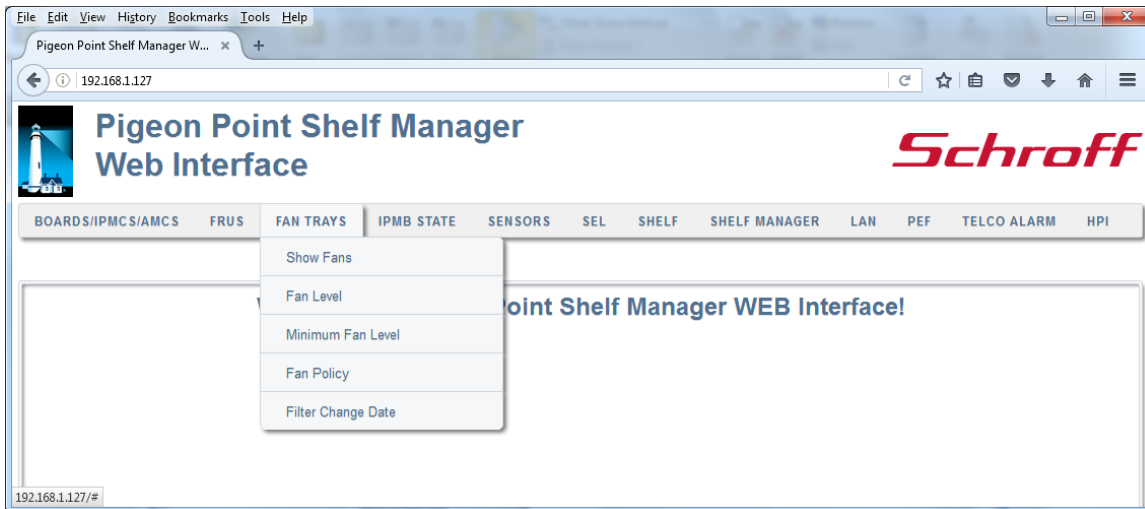 File Edit View History Bookmarks Tools Help
Pigeon Point Shelf Manager W... × +
192.168.1.127
Pigeon Point Shelf Manager
Web Interface
Schroff
BOARDS/IPMCS/AMCS FRUS FAN TRAYS IPMB STATE SENSORS SEL SHELF SHELF MANAGER LAN PEF TELCO ALARM HPI
Show Fans
Fan Level
Point Shelf Manager WEB Interface!
Minimum Fan Level
Fan Policy
Filter Change Date
192.168.1.127/#